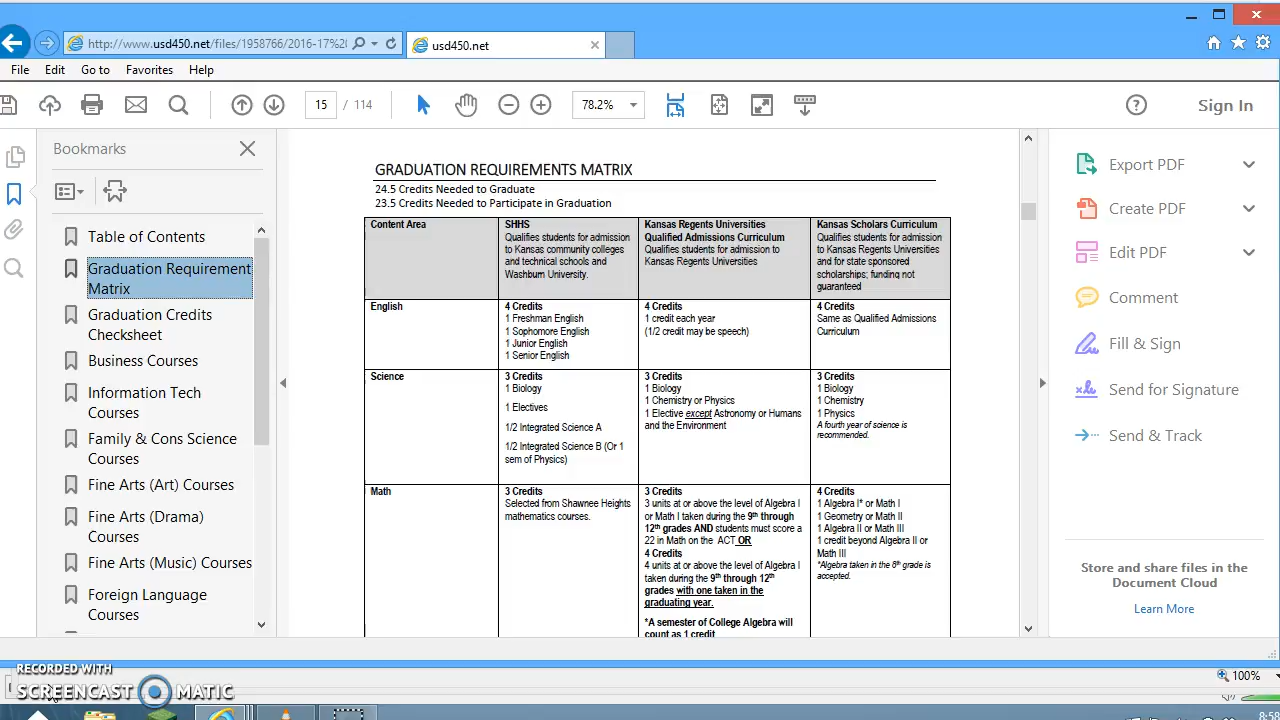 http://www.usd450.net/files/1958766/2016-17%2
usd450.net
File Edit Go to Favorites Help
15 / 114
78.2%
Sign In
Bookmarks
Table of Contents
Graduation Requirement
Matrix
Graduation Credits
Checksheet
Business Courses
Information Tech
Courses
Family & Cons Science
Courses
Fine Arts (Art) Courses
Fine Arts (Drama)
Courses
Fine Arts (Music) Courses
Foreign Language
Courses
GRADUATION REQUIREMENTS MATRIX
24.5 Credits Needed to Graduate
23.5 Credits Needed to Participate in Graduation
Content Area
SHHS
Qualifies students for admission
to Kansas community colleges
and technical schools and
Washburn University.
Kansas Regents Universities
Qualified Admissions Curriculum
Qualifies students for admission to
Kansas Regents Universities
Kansas Scholars Curriculum
Qualifies students for admission
to Kansas Regents Universities
and for state sponsored
scholarships; funding not
guaranteed
English
4 Credits
1 Freshman English
1 Sophomore English
1 Junior English
1 Senior English
4 Credits
1 credit each year
(1/2 credit may be speech)
4 Credits
Same as Qualified Admissions
Curriculum
Science
3 Credits
1 Biology
1 Electives
1/2 Integrated Science A
1/2 Integrated Science B (Or 1
sem of Physics)
3 Credits
1 Biology
1 Chemistry or Physics
1 Elective except Astronomy or Humans
and the Environment
3 Credits
1 Biology
1 Chemistry
1 Physics
A fourth year of science is
recommended.
Math
3 Credits
Selected from Shawnee Heights
mathematics courses.
3 Credits
3 units at or above the level of Algebra I
or Math I taken during the 9th through
12th grades AND students must score a
22 in Math on the ACT OR
4 Credits
4 units at or above the level of Algebra I
taken during the 9th through 12th
grades with one taken in the
graduating year.
*A semester of College Algebra will
count as 1 credit
4 Credits
1 Algebra I* or Math I
1 Geometry or Math II
1 Algebra II or Math III
1 credit beyond Algebra II or
Math III
*Algebra taken in the 8th grade is
accepted.
Export PDF
Create PDF
Edit PDF
Comment
Fill & Sign
Send for Signature
Send & Track
Store and share files in the
Document Cloud
Learn More
100%
RECORDED WITH
SCREENCAST MATIC
8:58